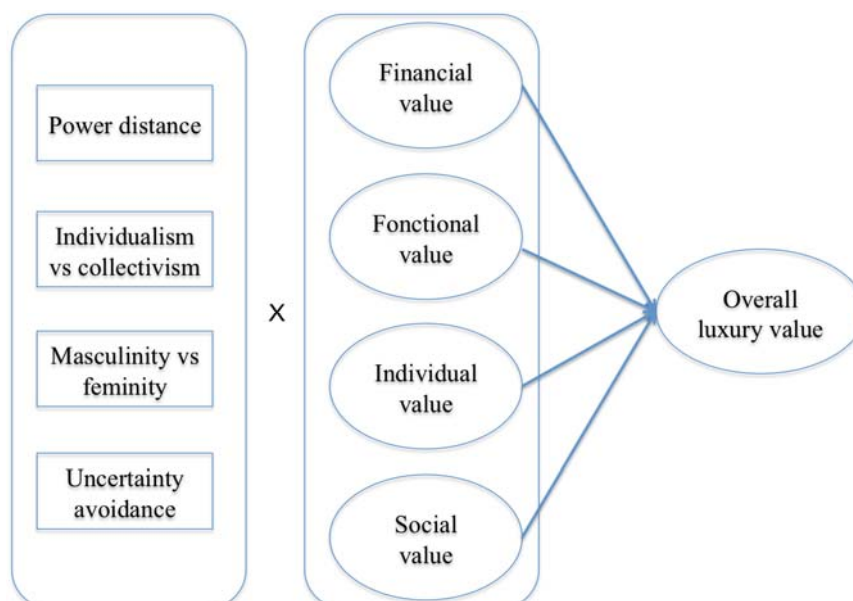 Power distance
Individualism
vs collectivism
Masculinity vs
feminity
Uncertainty
avoidance
X
Financial
value
Fonctional
value
Individual
value
Social
value
Overall
luxury value